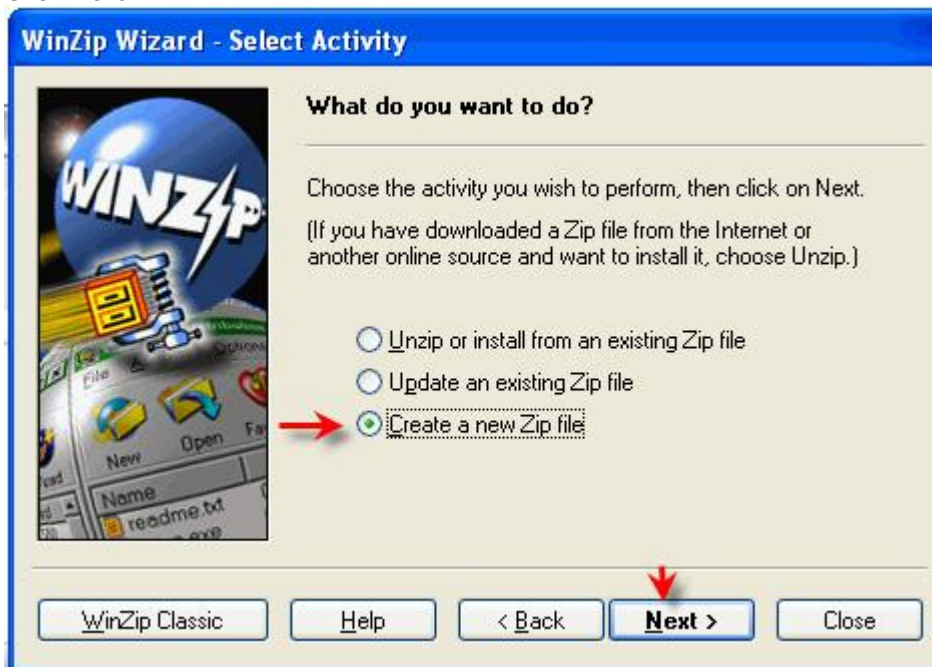 WinZip Wizard - Select Activity
What do you want to do?
Choose the activity you wish to perform, then click on Next.
(If you have downloaded a Zip file from the Internet or
another online source and want to install it, choose Unzip.)
Unzip or install from an existing Zip file
Update an existing Zip file
Create a new Zip file
WINZIP
File
Options
New Open
Name
readme.txt
WinZip Classic Help < Back Next > Close